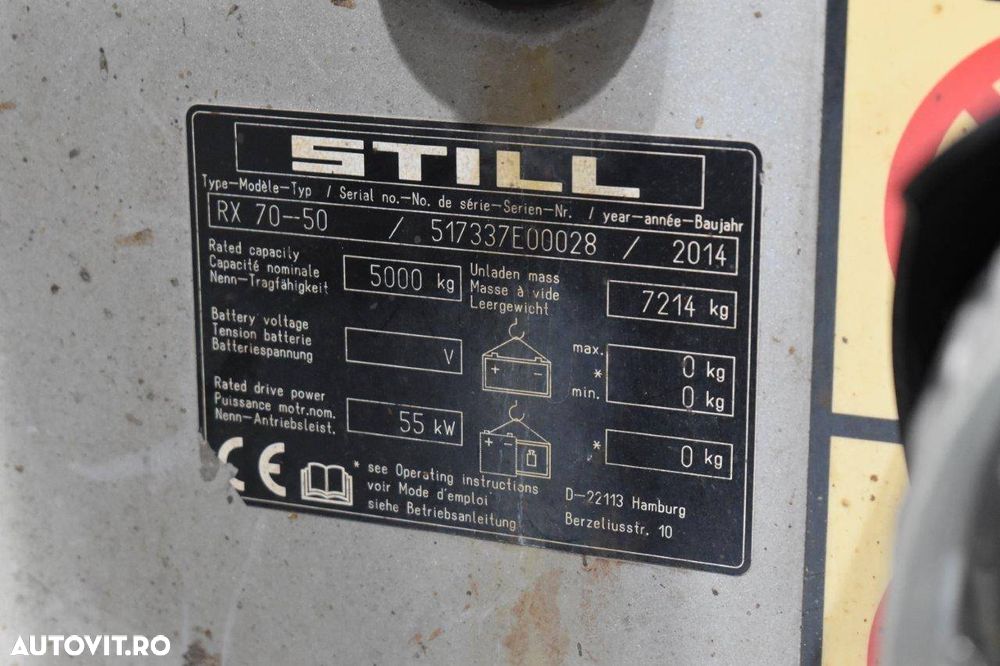 STILL
Type-Modèle-Typ / Serial no.-No. de série-Serien-Nr. / year-année-Baujahr
RX 70-50 / 517337E00028 / 2014
Rated capacity
Capacité nominale
Nenn-Tragfähigkeit
5000 kg
Unladen mass
Masse à vide
Leergewicht
7214 kg
Battery voltage
Tension batterie
Batteriespannung
V
max. 0 kg
*
min. 0 kg
Rated drive power
Puissance motr.nom.
Nenn-Antriebsleist.
55 kW
* 0 kg
CE
* see Operating instructions
voir Mode d'emploi
siehe Betriebsanleitung
D-22113 Hamburg
Berzeliusstr. 10
AUTOVIT.RO